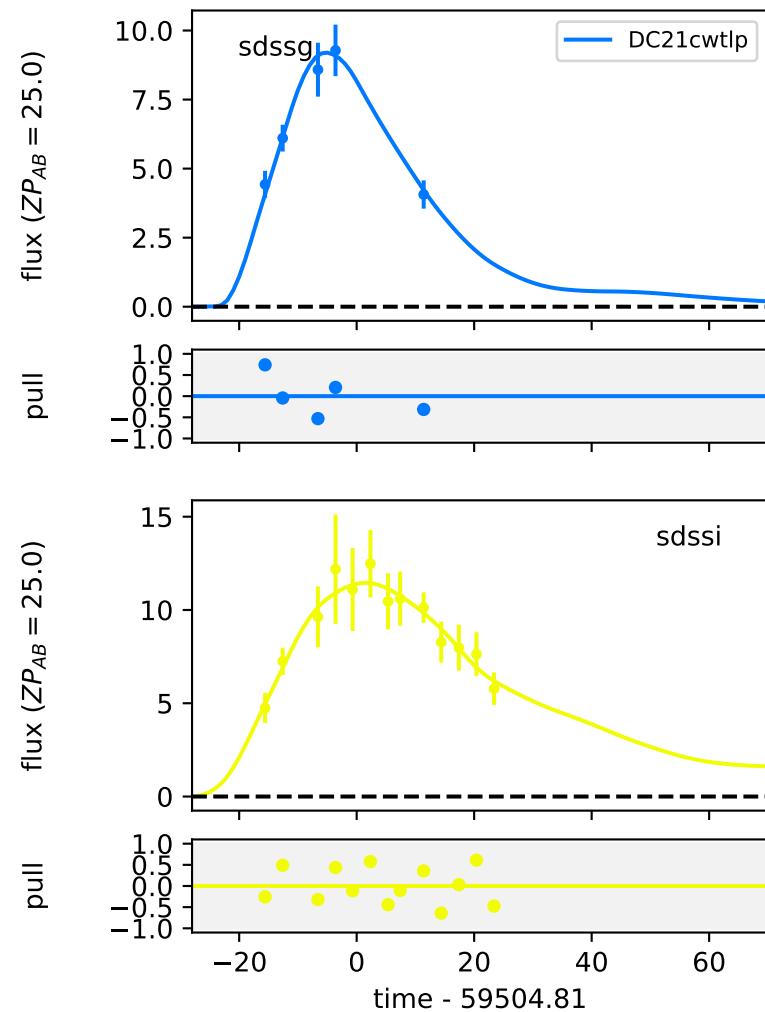 10.0
7.5
5.0
2.5
0.0
flux (ZP_AB = 25.0)
sdssg
DC21cwtlp
1.0
0.5
0.0
−0.5
−1.0
pull
15
10
5
0
flux (ZP_AB = 25.0)
sdssi
1.0
0.5
0.0
−0.5
−1.0
pull
−20 0 20 40 60
time - 59504.81